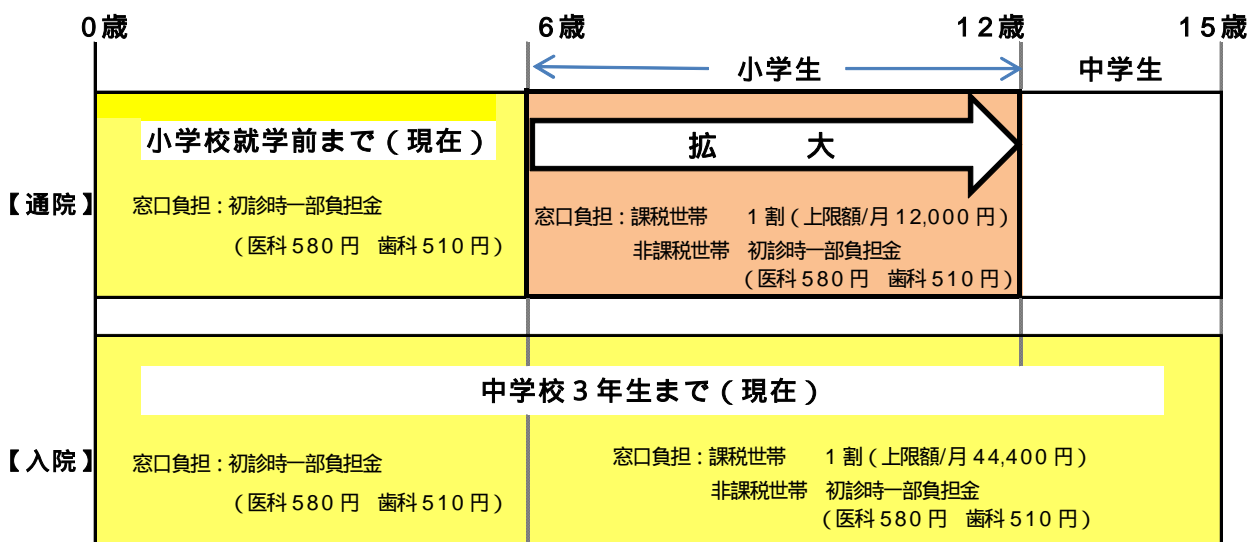 ０歳 ６歳 １２歳 １５歳
小学生 中学生
小学校就学前まで（現在） 拡　大
【通院】 窓口負担：初診時一部負担金
（医科５８０円　歯科５１０円）
窓口負担：課税世帯　１割（上限額/月12,000円）
非課税世帯　初診時一部負担金
（医科５８０円　歯科５１０円）
中学校３年生まで（現在）
【入院】 窓口負担：初診時一部負担金
（医科５８０円　歯科５１０円）
窓口負担：課税世帯　１割（上限額/月44,400円）
非課税世帯　初診時一部負担金
（医科５８０円　歯科５１０円）